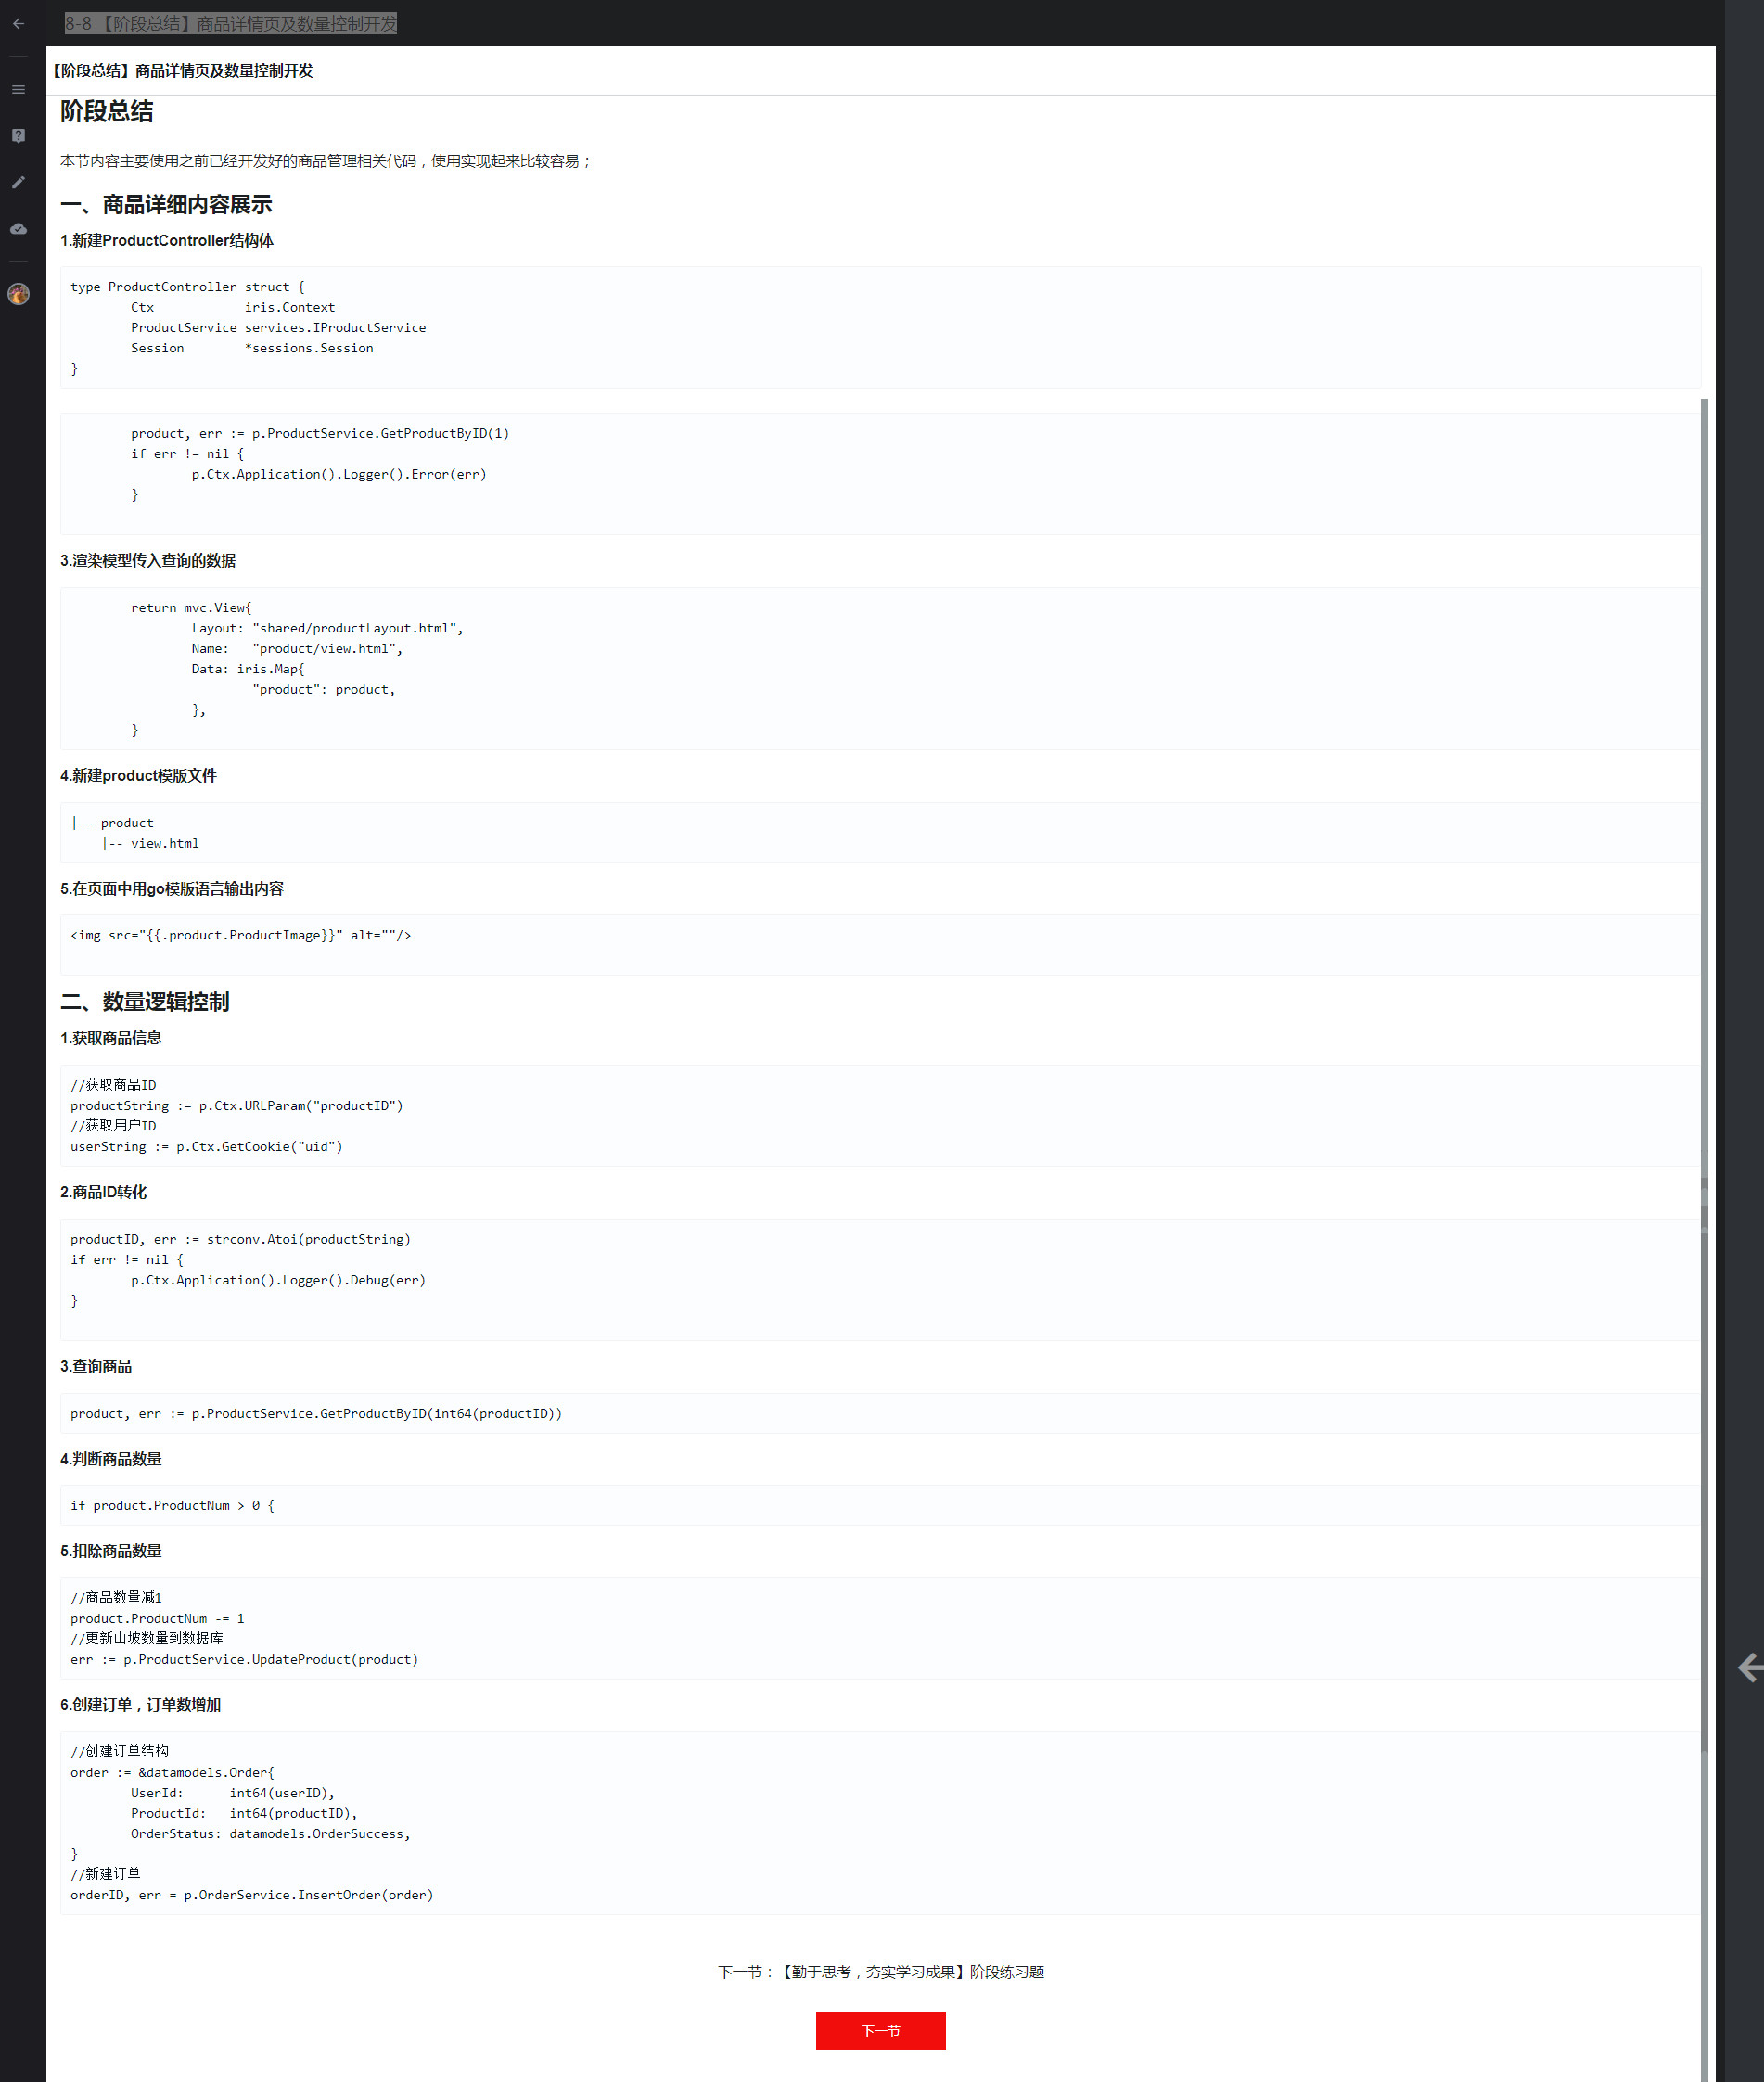 8-8 【阶段总结】商品详情页及数量控制开发
【阶段总结】商品详情页及数量控制开发
阶段总结
本节内容主要使用之前已经开发好的商品管理相关代码，使用实现起来比较容易；
一、商品详细内容展示
1.新建ProductController结构体
type ProductController struct {
        Ctx            iris.Context
        ProductService services.IProductService
        Session        *sessions.Session
}
        product, err := p.ProductService.GetProductByID(1)
        if err != nil {
                p.Ctx.Application().Logger().Error(err)
        }
3.渲染模型传入查询的数据
        return mvc.View{
                Layout: "shared/productLayout.html",
                Name:   "product/view.html",
                Data: iris.Map{
                        "product": product,
                },
        }
4.新建product模版文件
|-- product
    |-- view.html
5.在页面中用go模版语言输出内容
<img src="{{.product.ProductImage}}" alt=""/>
二、数量逻辑控制
1.获取商品信息
//获取商品ID
productString := p.Ctx.URLParam("productID")
//获取用户ID
userString := p.Ctx.GetCookie("uid")
2.商品ID转化
productID, err := strconv.Atoi(productString)
if err != nil {
        p.Ctx.Application().Logger().Debug(err)
}
3.查询商品
product, err := p.ProductService.GetProductByID(int64(productID))
4.判断商品数量
if product.ProductNum > 0 {
5.扣除商品数量
//商品数量减1
product.ProductNum -= 1
//更新山坡数量到数据库
err := p.ProductService.UpdateProduct(product)
6.创建订单，订单数增加
//创建订单结构
order := &datamodels.Order{
        UserId:      int64(userID),
        ProductId:   int64(productID),
        OrderStatus: datamodels.OrderSuccess,
}
//新建订单
orderID, err = p.OrderService.InsertOrder(order)
下一节：【勤于思考，夯实学习成果】阶段练习题
下一节